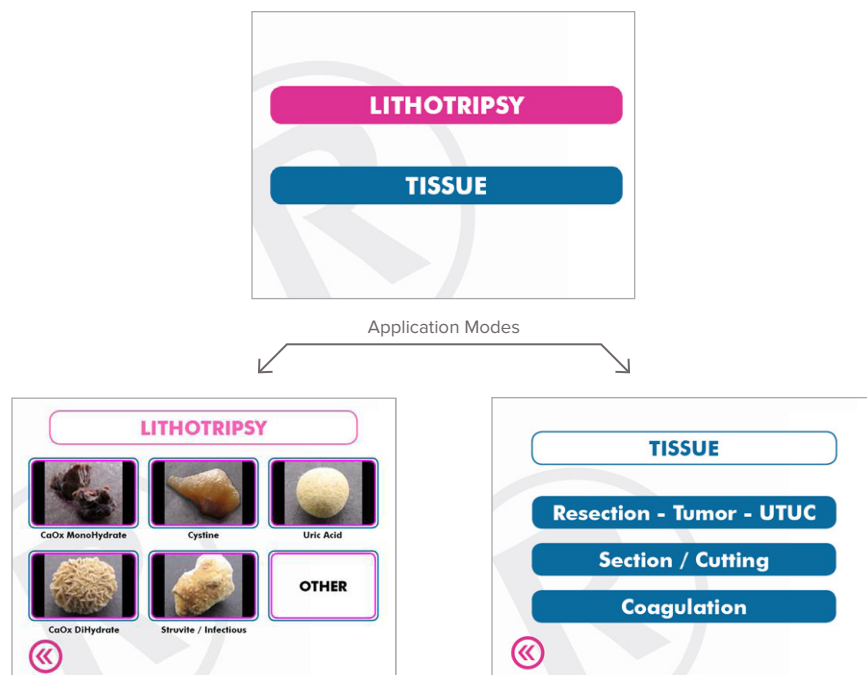 LITHOTRIPSY
TISSUE
Application Modes
LITHOTRIPSY
CaOx MonoHydrate
Cystine
Uric Acid
CaOx DiHydrate
Struvite / Infectious
OTHER
TISSUE
Resection - Tumor - UTUC
Section / Cutting
Coagulation